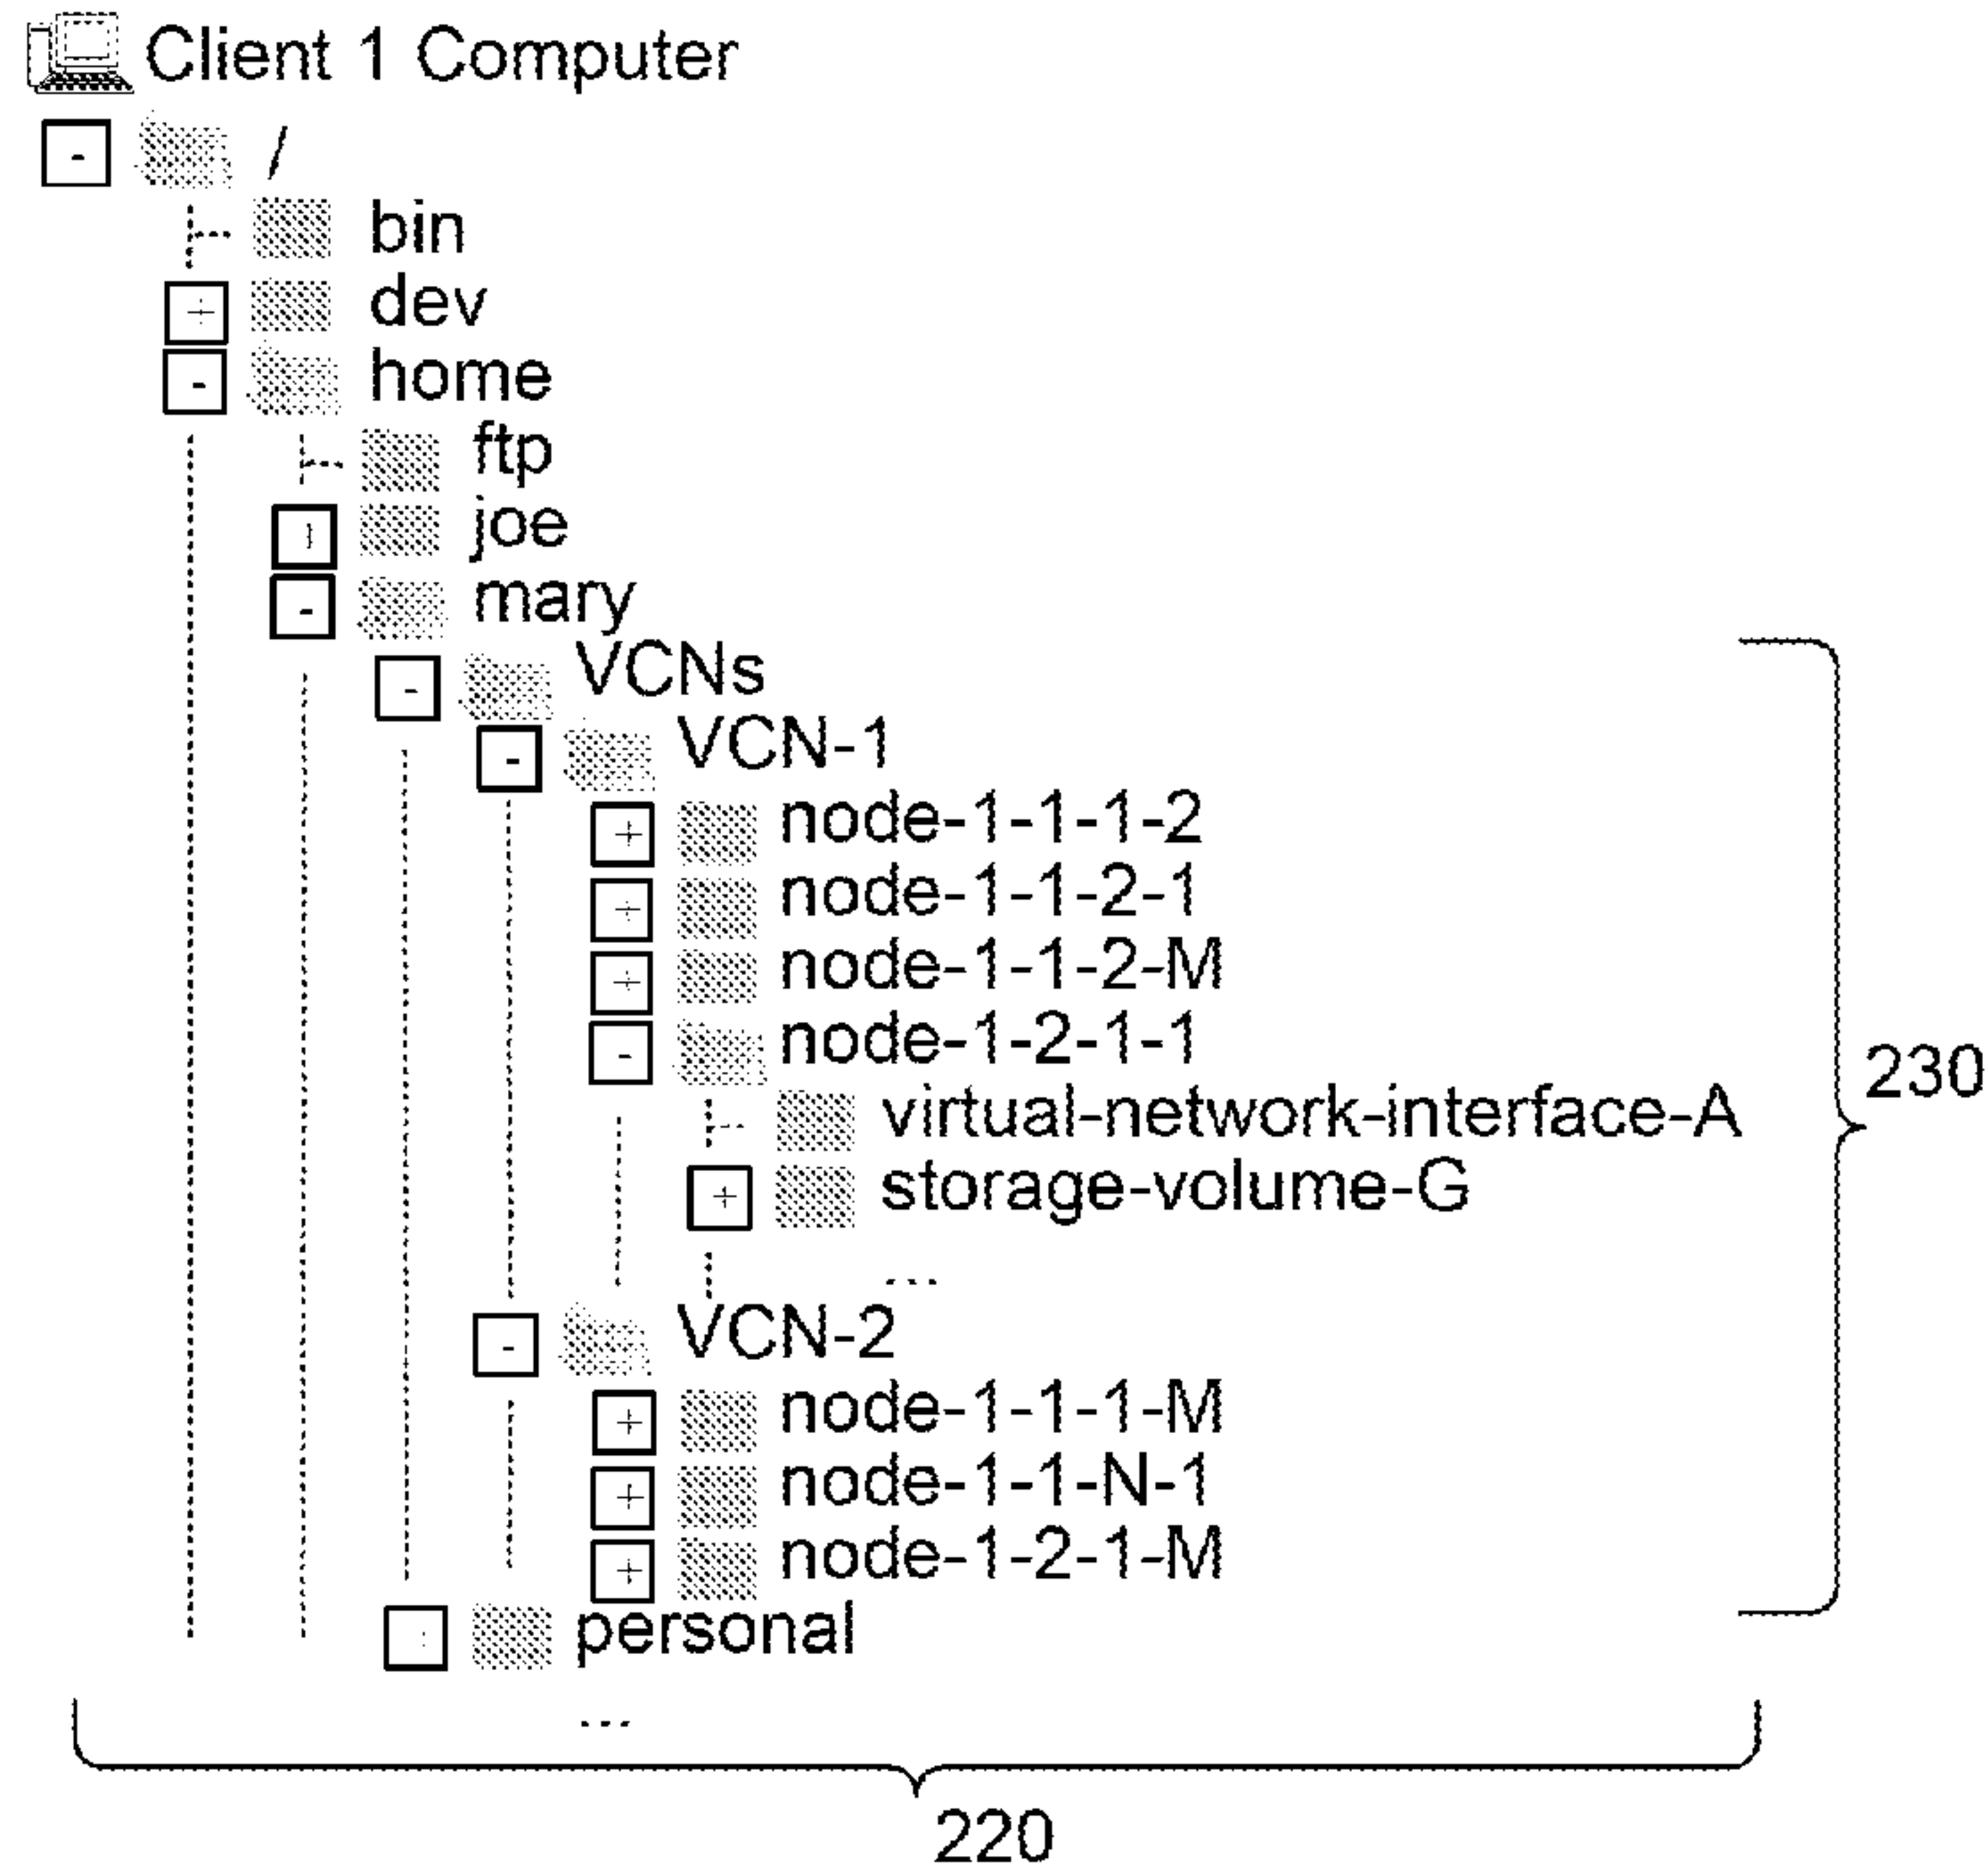 Client 1 Computer
/
bin
dev
home
ftp
joe
mary
VCNs
VCN-1
node-1-1-1-2
node-1-1-2-1
node-1-1-2-M
node-1-2-1-1
230
virtual-network-interface-A
storage-volume-G
...
VCN-2
node-1-1-1-M
node-1-1-N-1
node-1-2-1-M
personal
...
220